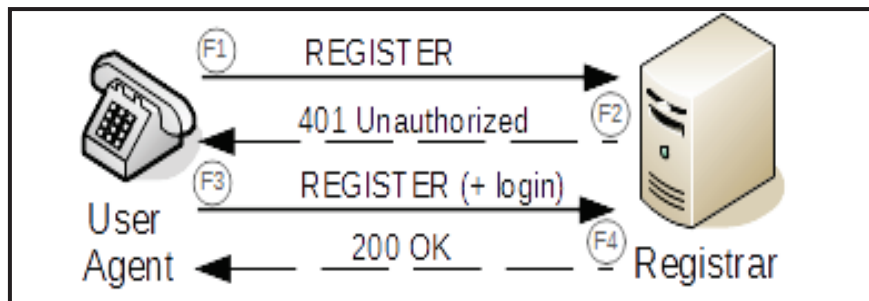 F1
REGISTER
401 Unauthorized
F2
F3
REGISTER (+ login)
User
Agent
200 OK
F4
Registrar